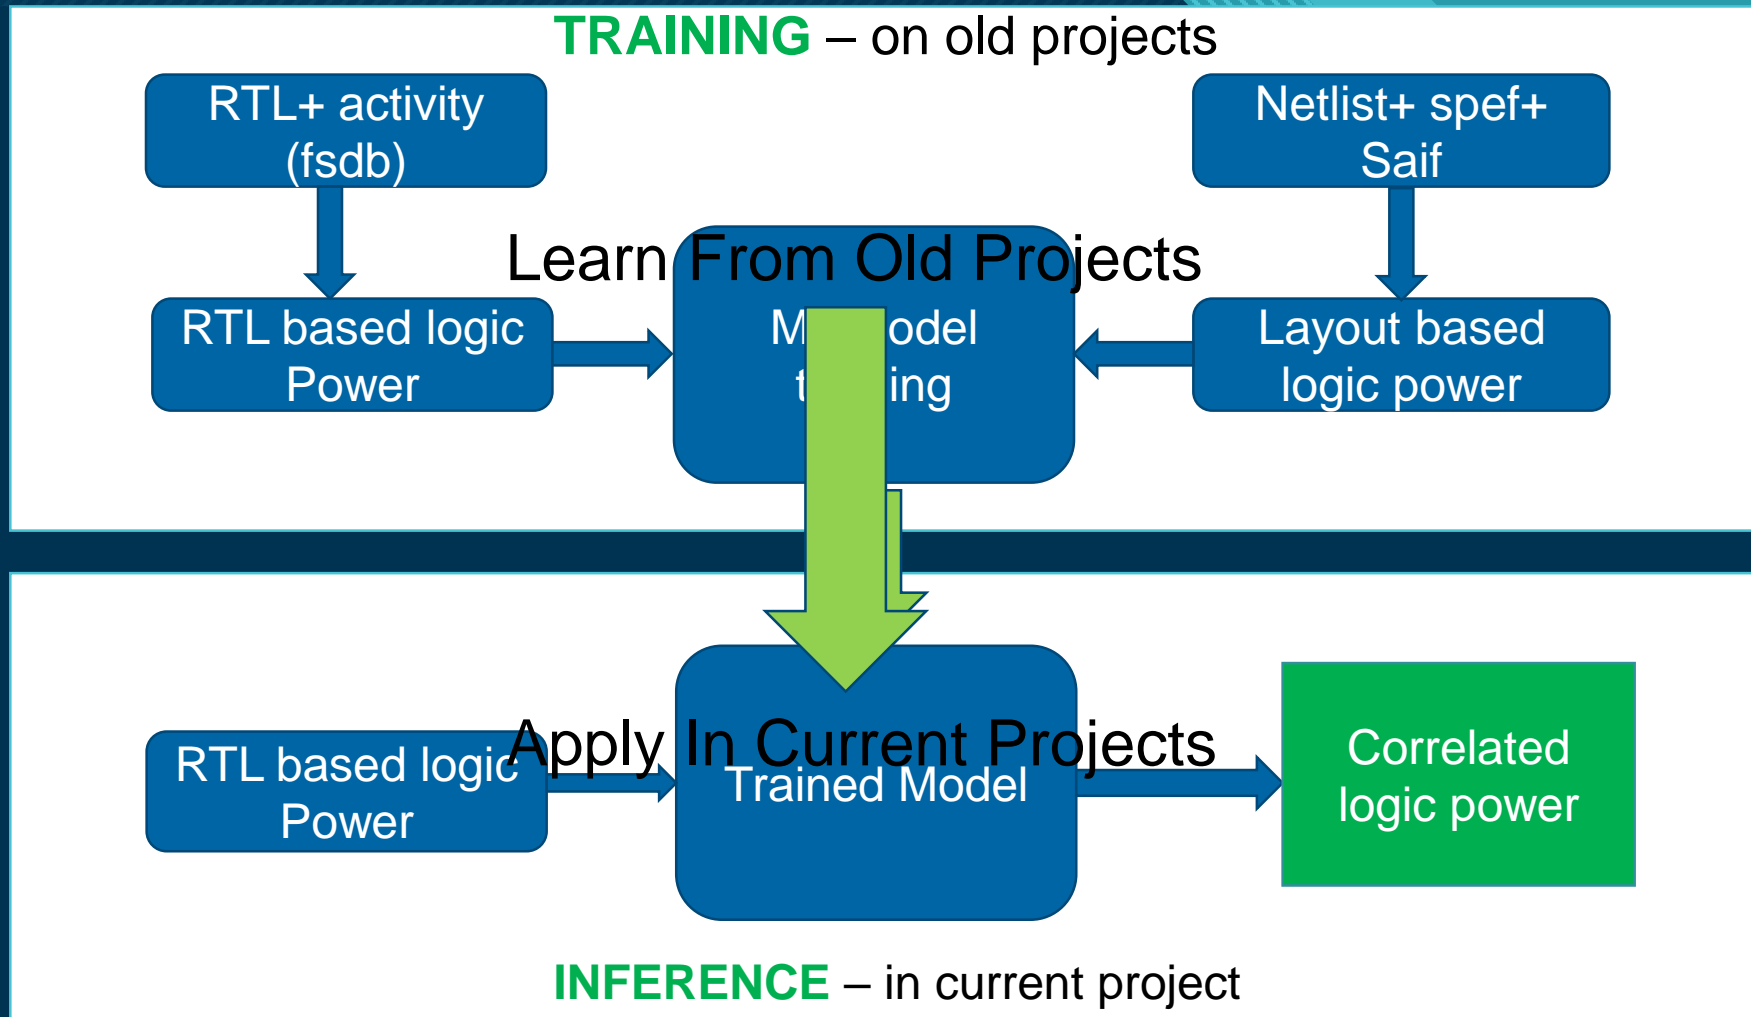 TRAINING – on old projects
RTL+ activity
(fsdb)
Netlist+ spef+
Saif
Learn From Old Projects
RTL based logic
Power
Layout based
logic power
Apply In Current Projects
RTL based logic
Power
Trained Model
Correlated
logic power
INFERENCE – in current project